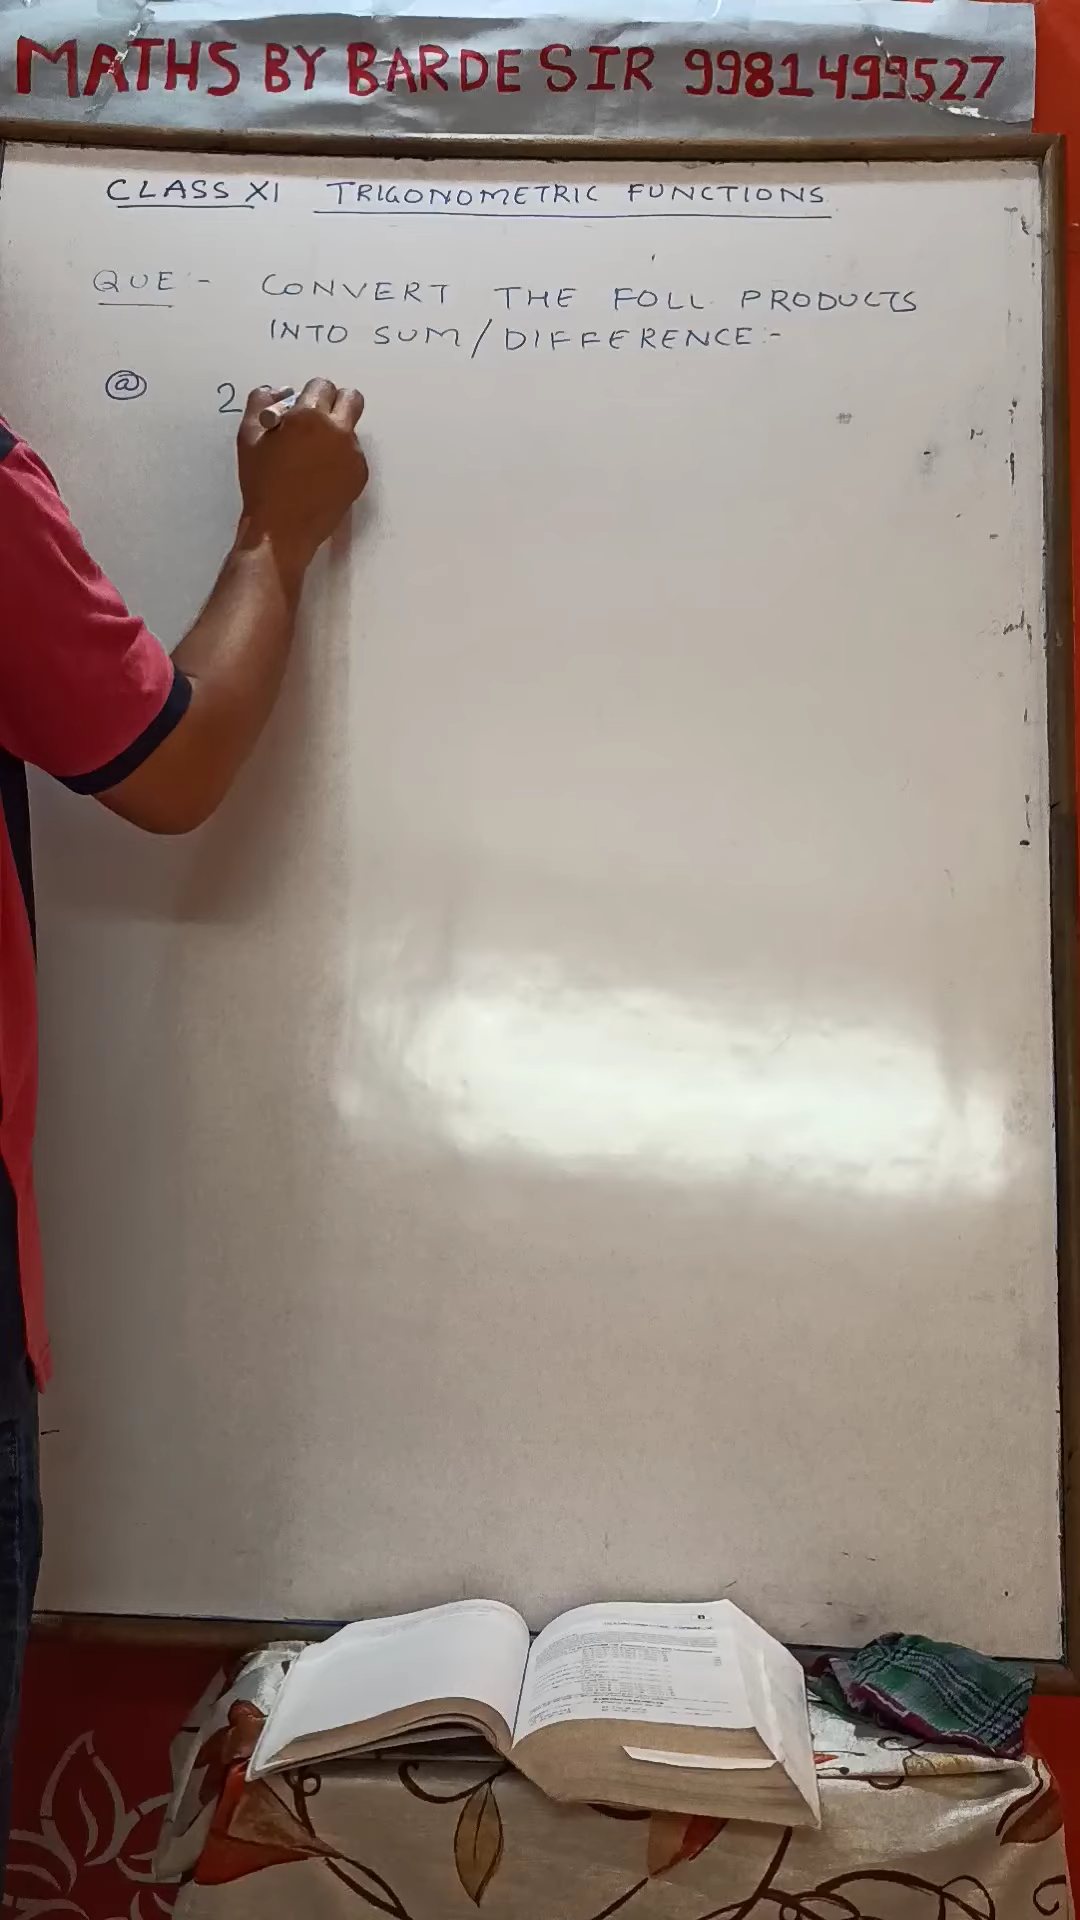 MATHS BY BARDE SIR 9981499527
CLASS XI TRIGONOMETRIC FUNCTIONS
QUE:- CONVERT THE FOLL. PRODUCTS
INTO SUM/DIFFERENCE:-
ⓐ 2